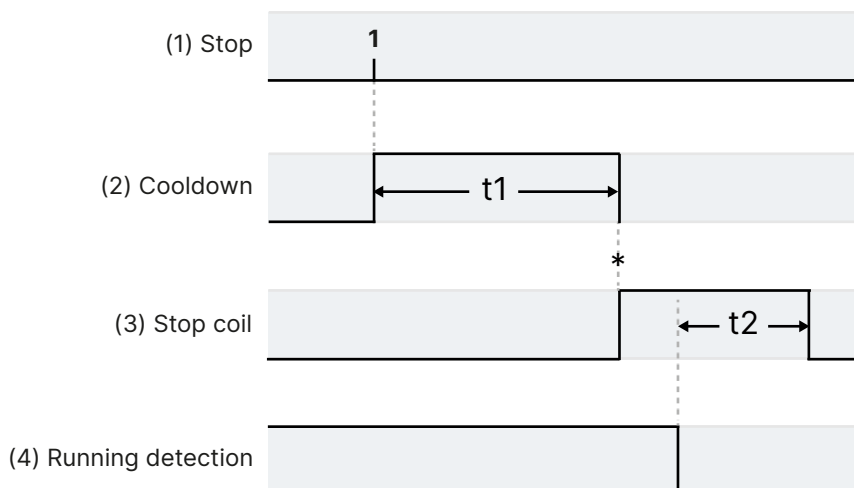 (1) Stop
1
(2) Cooldown
t1
*
(3) Stop coil
t2
(4) Running detection